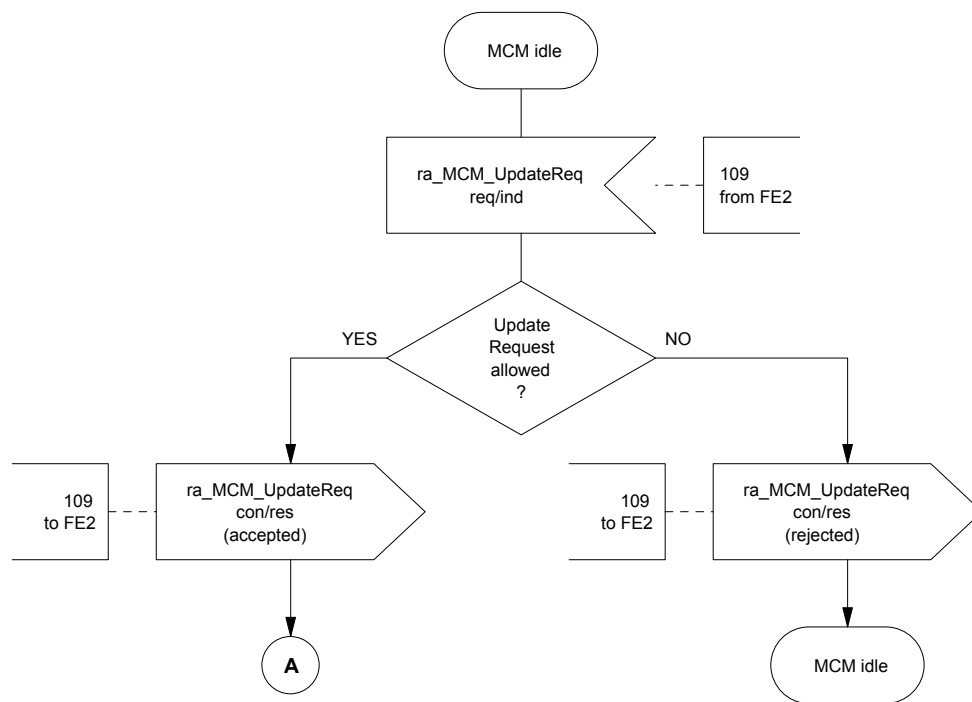 MCM idle
ra_MCM_UpdateReq
req/ind
109
from FE2
Update
Request
allowed
?
YES
NO
109
to FE2
ra_MCM_UpdateReq
con/res
(accepted)
109
to FE2
ra_MCM_UpdateReq
con/res
(rejected)
A
MCM idle